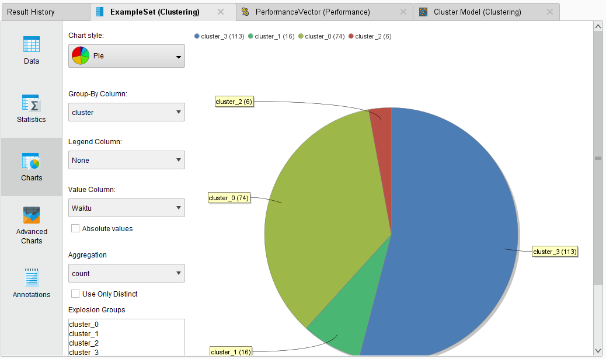 Result History
ExampleSet (Clustering)
PerformanceVector (Performance)
Cluster Model (Clustering)
Data
Statistics
Charts
Advanced
Charts
Annotations
Chart style:
Pie
Group-By Column:
cluster
Legend Column:
None
Value Column:
Waktu
Absolute values
Aggregation
count
Use Only Distinct
Explosion Groups
cluster_0
cluster_1
cluster_2
cluster_3
cluster_3 (113) cluster_1 (16) cluster_0 (74) cluster_2 (6)
cluster_2 (6)
cluster_0 (74)
cluster_3 (113)
cluster_1 (16)